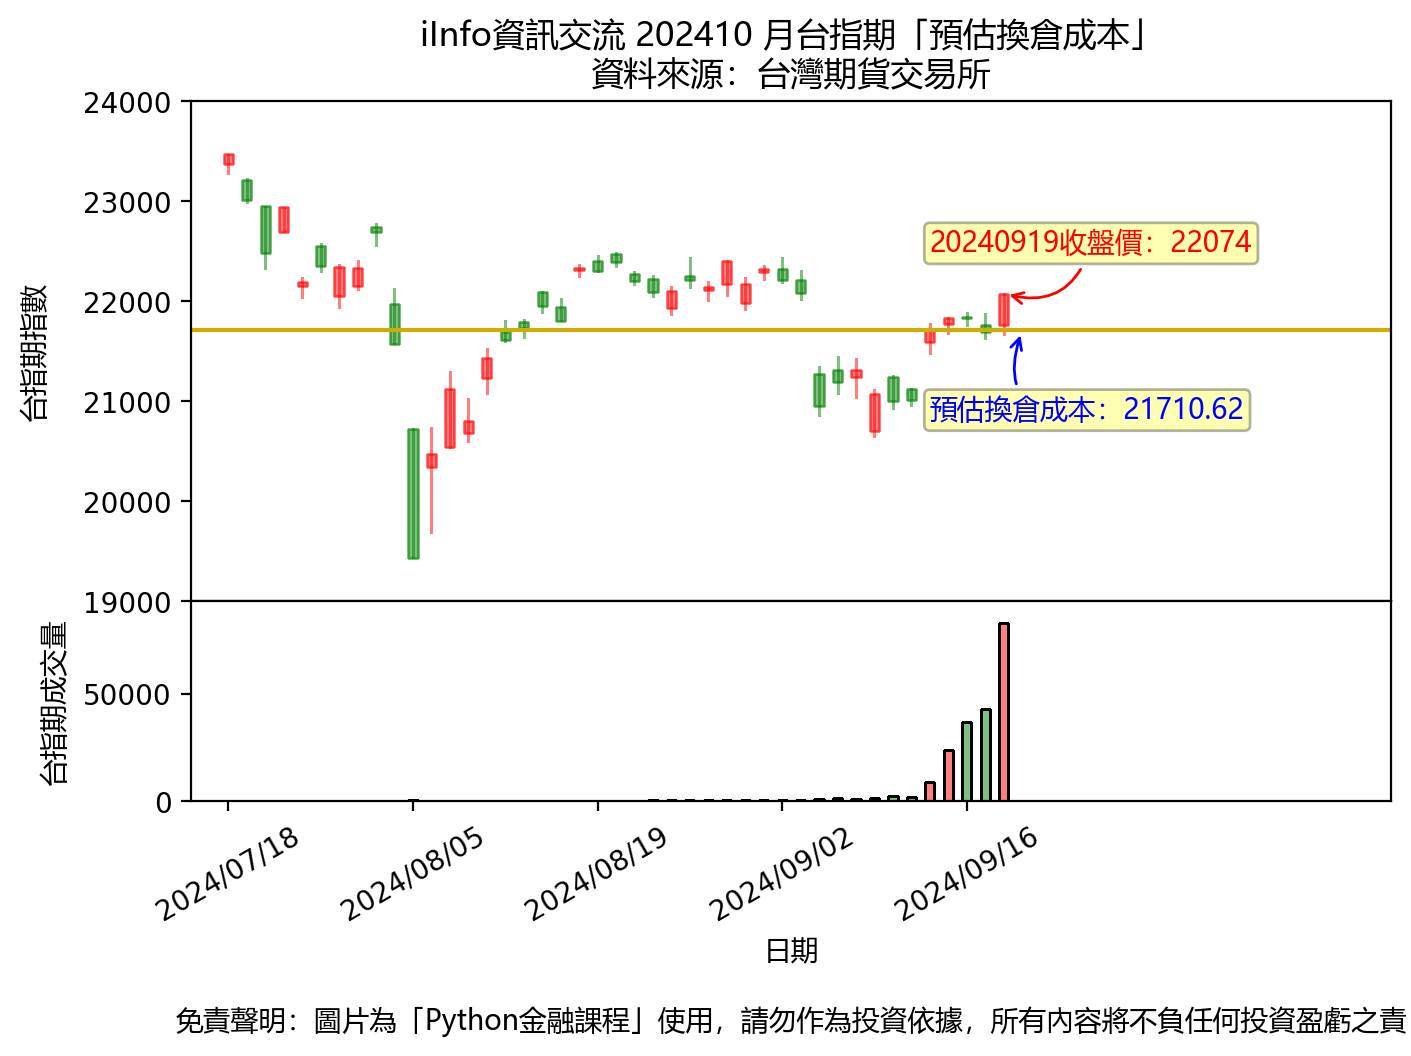 iInfo資訊交流 202410 月台指期「預估換倉成本」
資料來源：台灣期貨交易所
台指期指數
24000
23000
22000
21000
20000
19000
20240919收盤價：22074
預估換倉成本：21710.62
台指期成交量
50000
0
2024/07/18
2024/08/05
2024/08/19
2024/09/02
2024/09/16
日期
免責聲明：圖片為「Python金融課程」使用，請勿作為投資依據，所有內容將不負任何投資盈虧之責